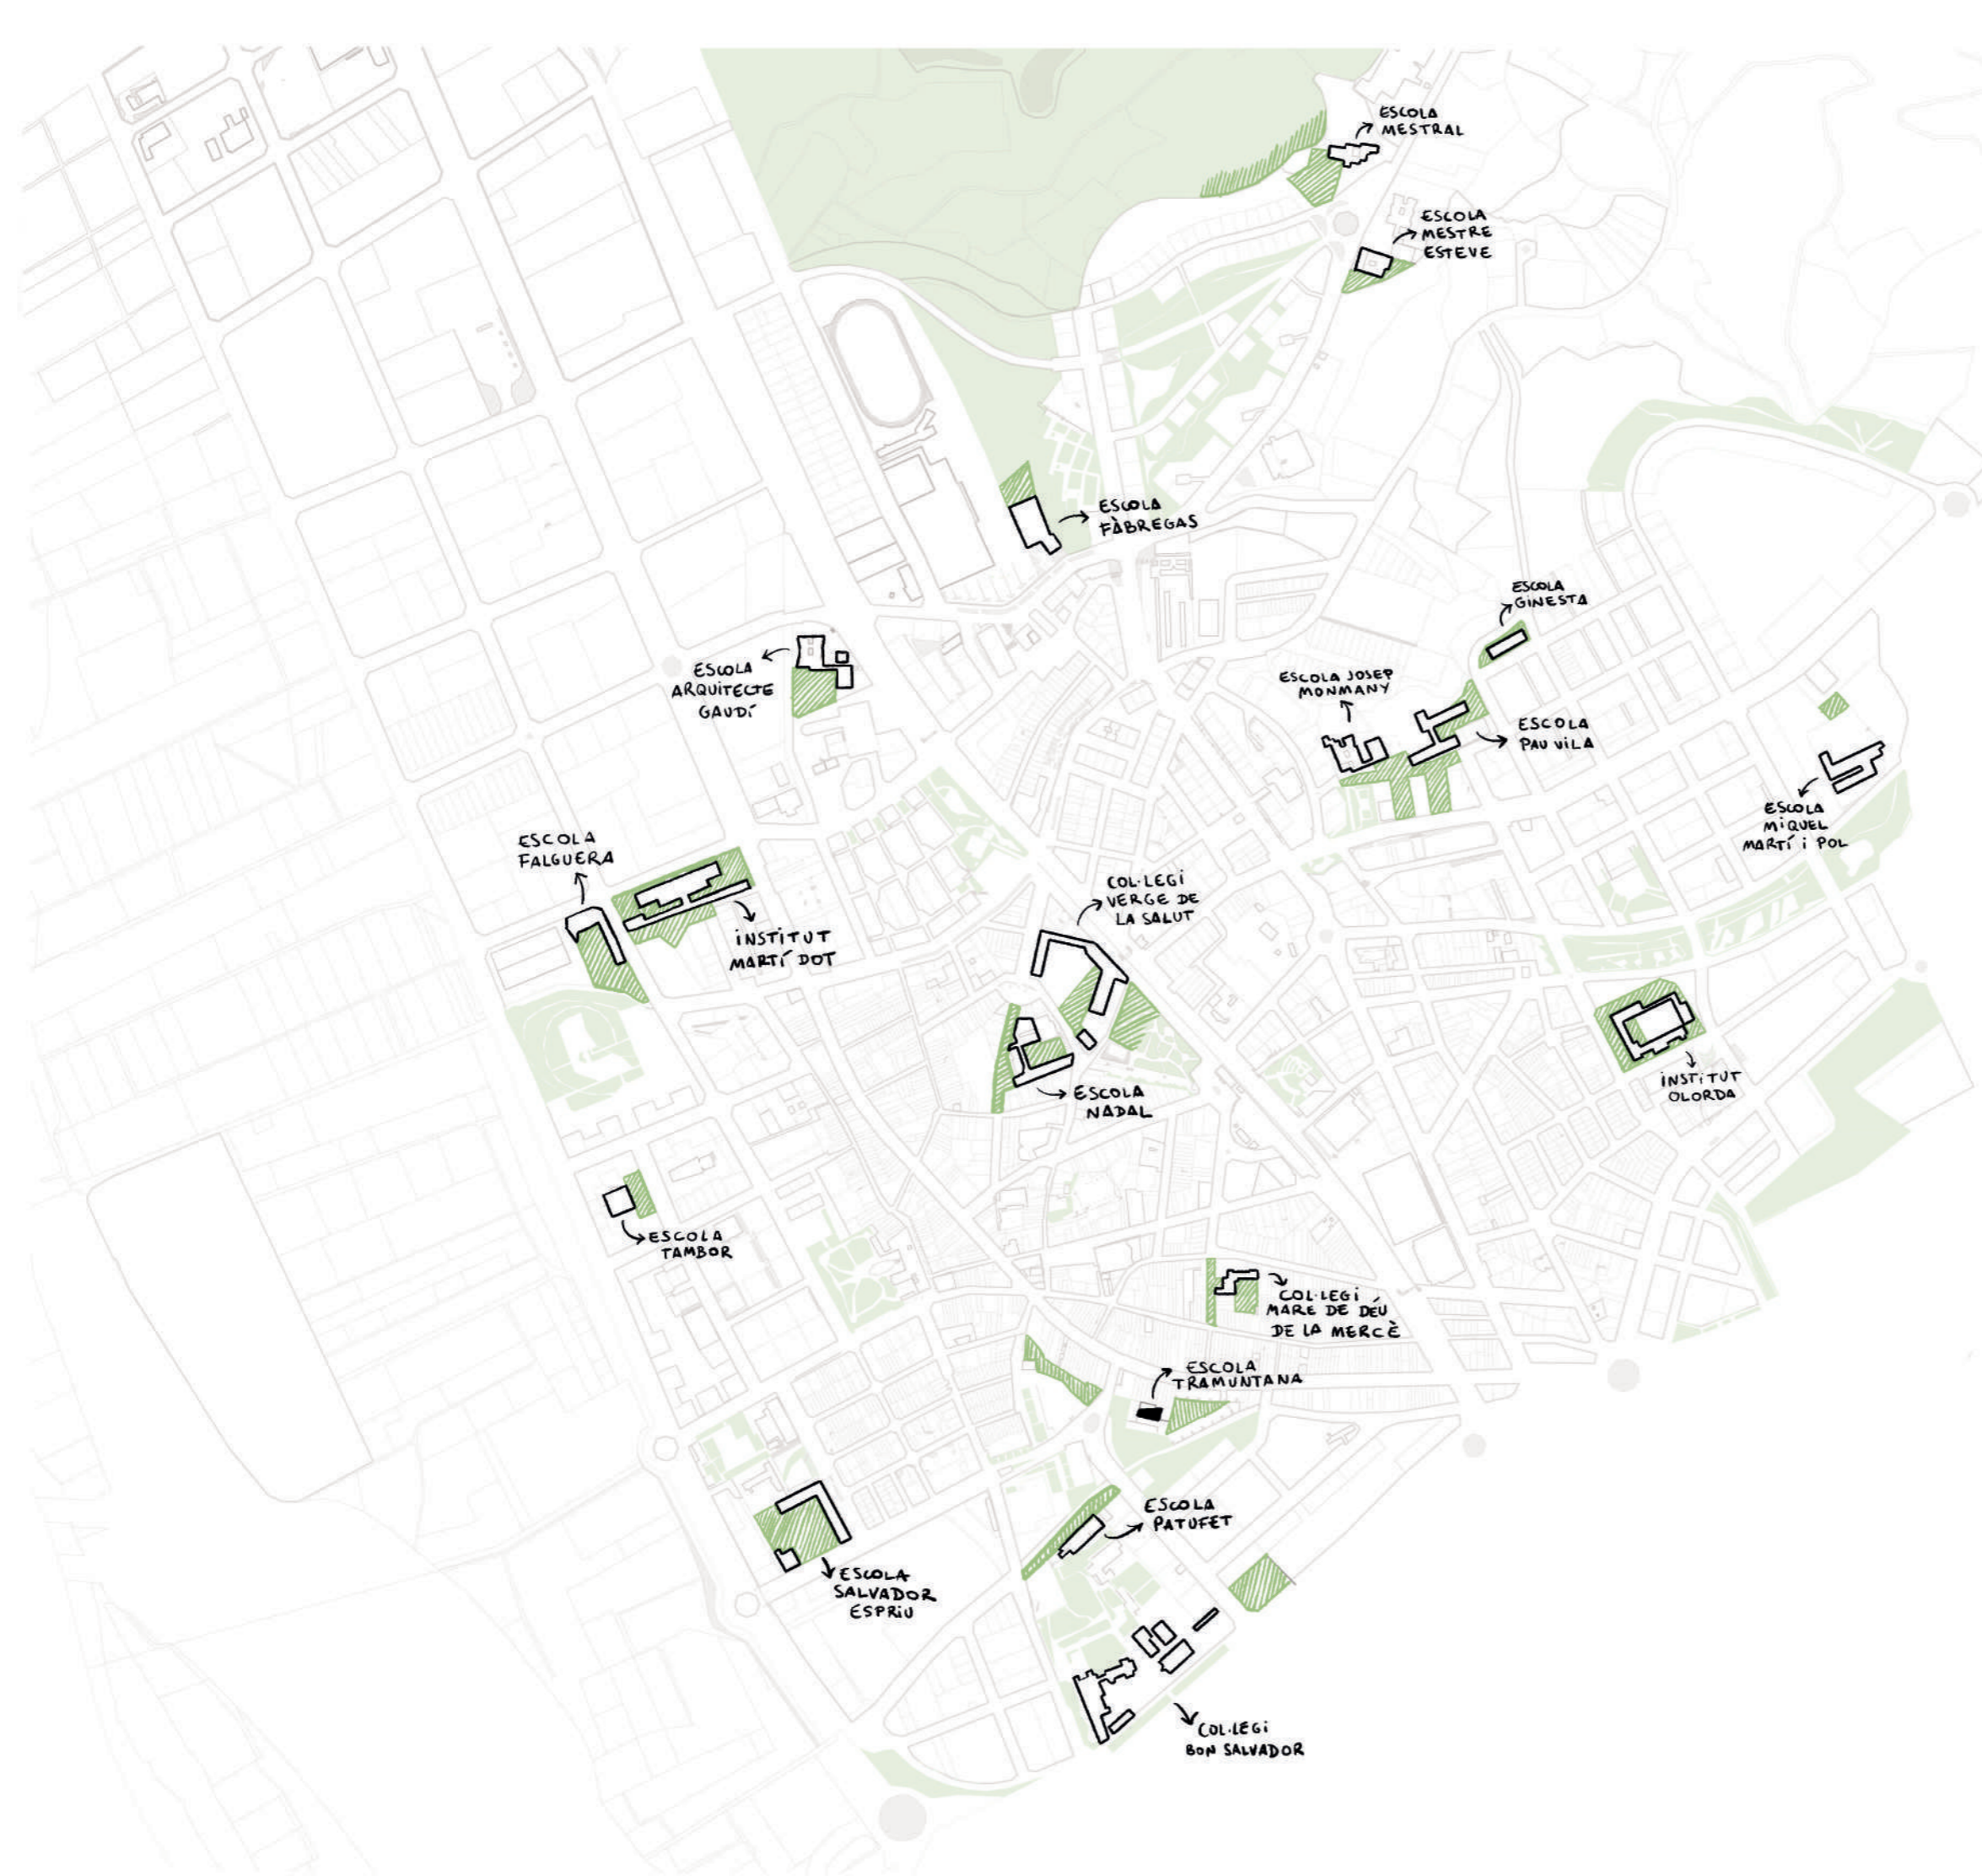 ESCOLA
MESTRAL
ESCOLA
MESTRE
ESTEVE
ESCOLA
FÀBREGAS
ESCOLA
GINESTA
ESCOLA
ARQUITECTE
GAUDÍ
ESCOLA JOSEP
MONMANY
ESCOLA
PAU VILA
ESCOLA
MIQUEL
MARTÍ i POL
ESCOLA
FALGUERA
INSTITUT
MARTÍ DOT
COL·LEGI
VERGE DE
LA SALUT
ESCOLA
NADAL
INSTITUT
OLORDA
ESCOLA
TAMBOR
COL·LEGI
MARE DE DÉU
DE LA MERCÈ
ESCOLA
TRAMUNTANA
ESCOLA
PATUFET
ESCOLA
SALVADOR
ESPRIU
COL·LEGI
BON SALVADOR